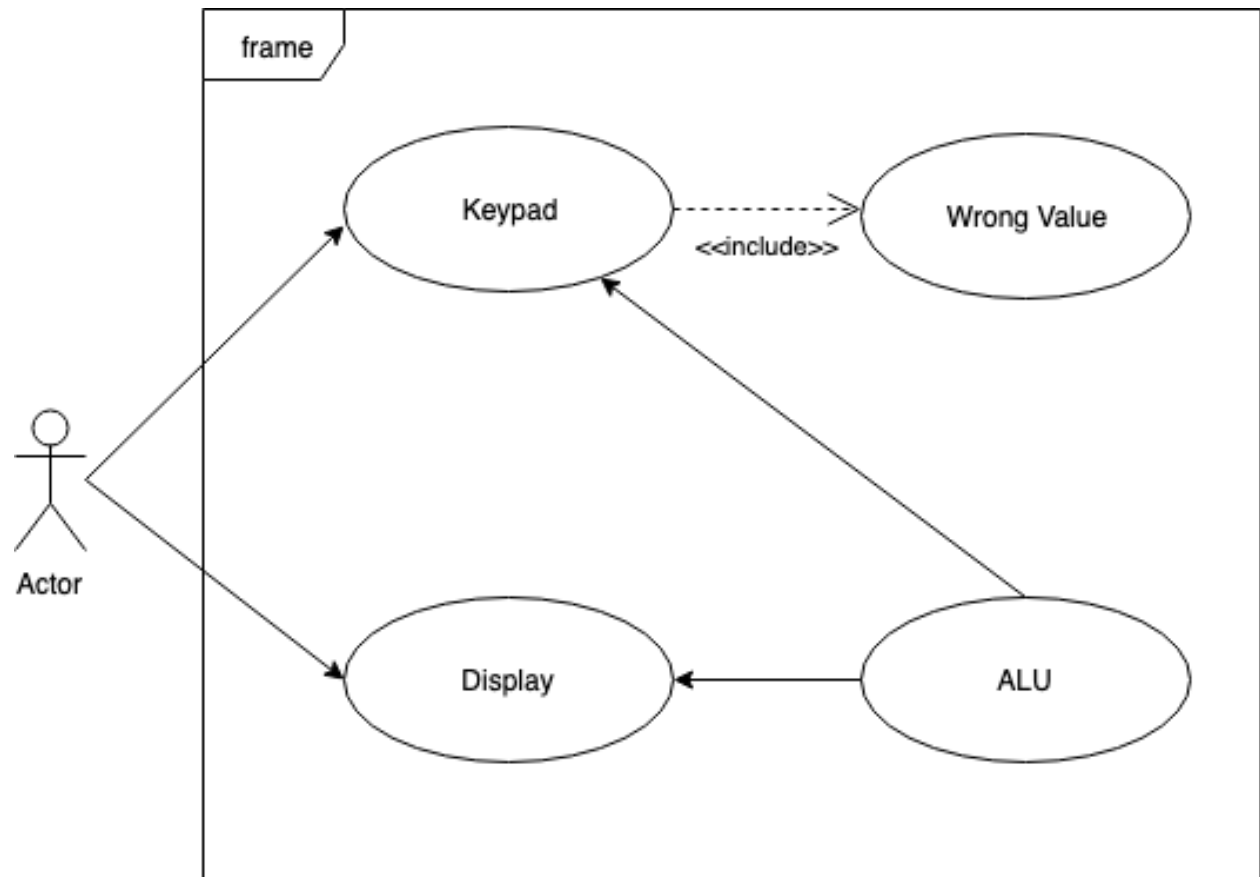 frame
Keypad
Wrong Value
<<include>>
Actor
Display
ALU